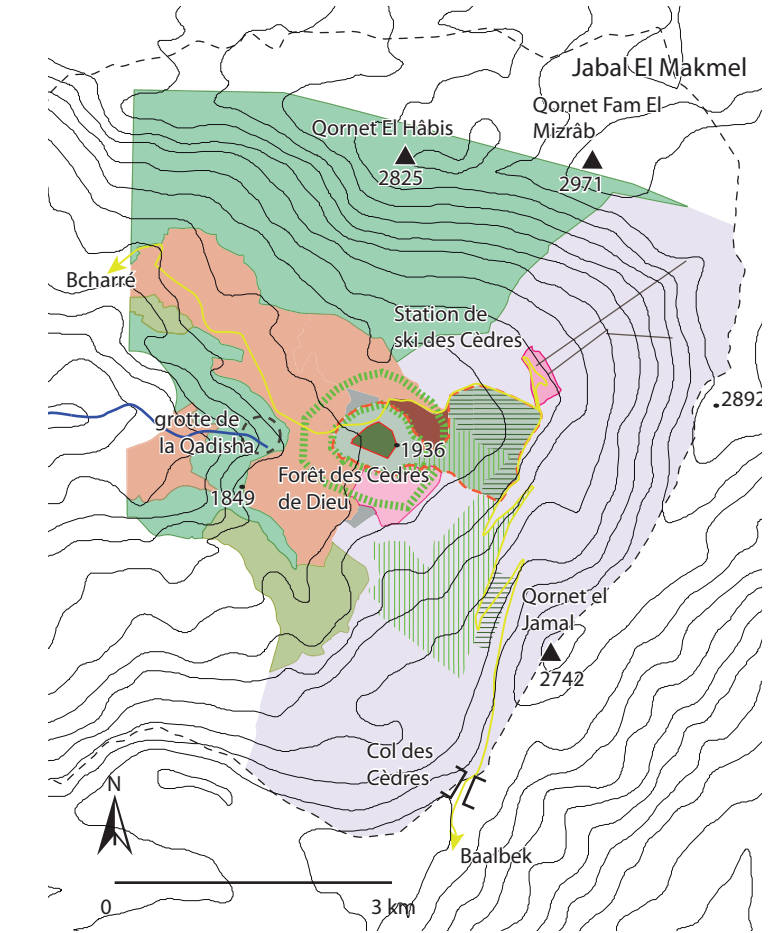 Jabal El Makmel
Qornet Fam El
Mizrâb
2971
Qornet El Hâbis
2825
Bcharré
Station de
ski des Cèdres
2892
grotte de
la Qadisha
1936
Forêt des Cèdres
de Dieu
1849
Qornet el
Jamal
2742
Col des
Cèdres
N
Baalbek
0
3 km